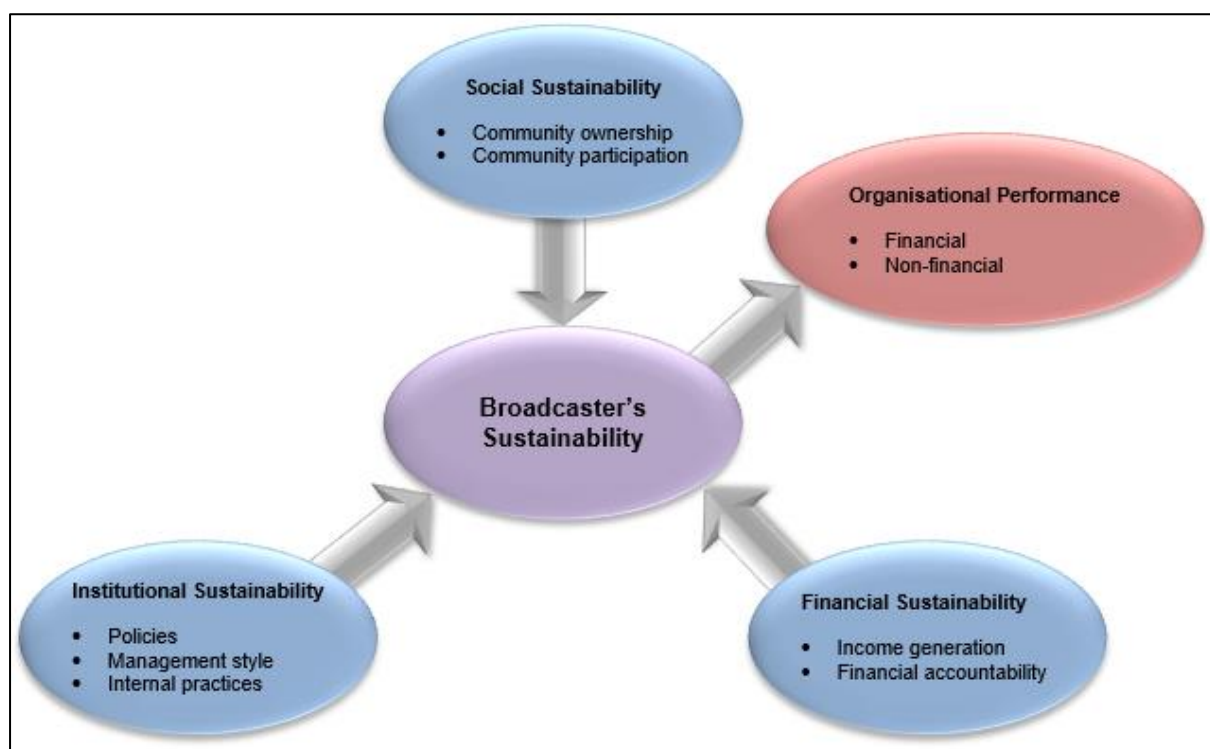 Social Sustainability
• Community ownership
• Community participation
Organisational Performance
• Financial
• Non-financial
Broadcaster’s
Sustainability
Institutional Sustainability
• Policies
• Management style
• Internal practices
Financial Sustainability
• Income generation
• Financial accountability